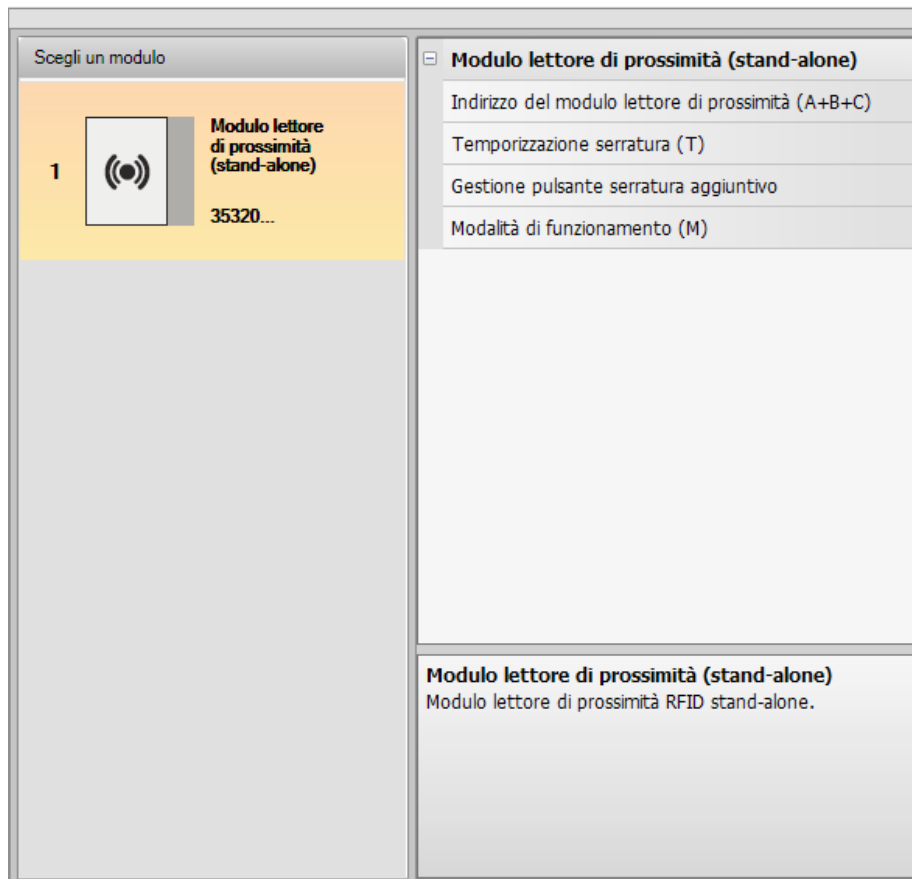 Scegli un modulo
1
Modulo lettore
di prossimità
(stand-alone)
35320...
Modulo lettore di prossimità (stand-alone)
Indirizzo del modulo lettore di prossimità (A+B+C)
Temporizzazione serratura (T)
Gestione pulsante serratura aggiuntivo
Modalità di funzionamento (M)
Modulo lettore di prossimità (stand-alone)
Modulo lettore di prossimità RFID stand-alone.